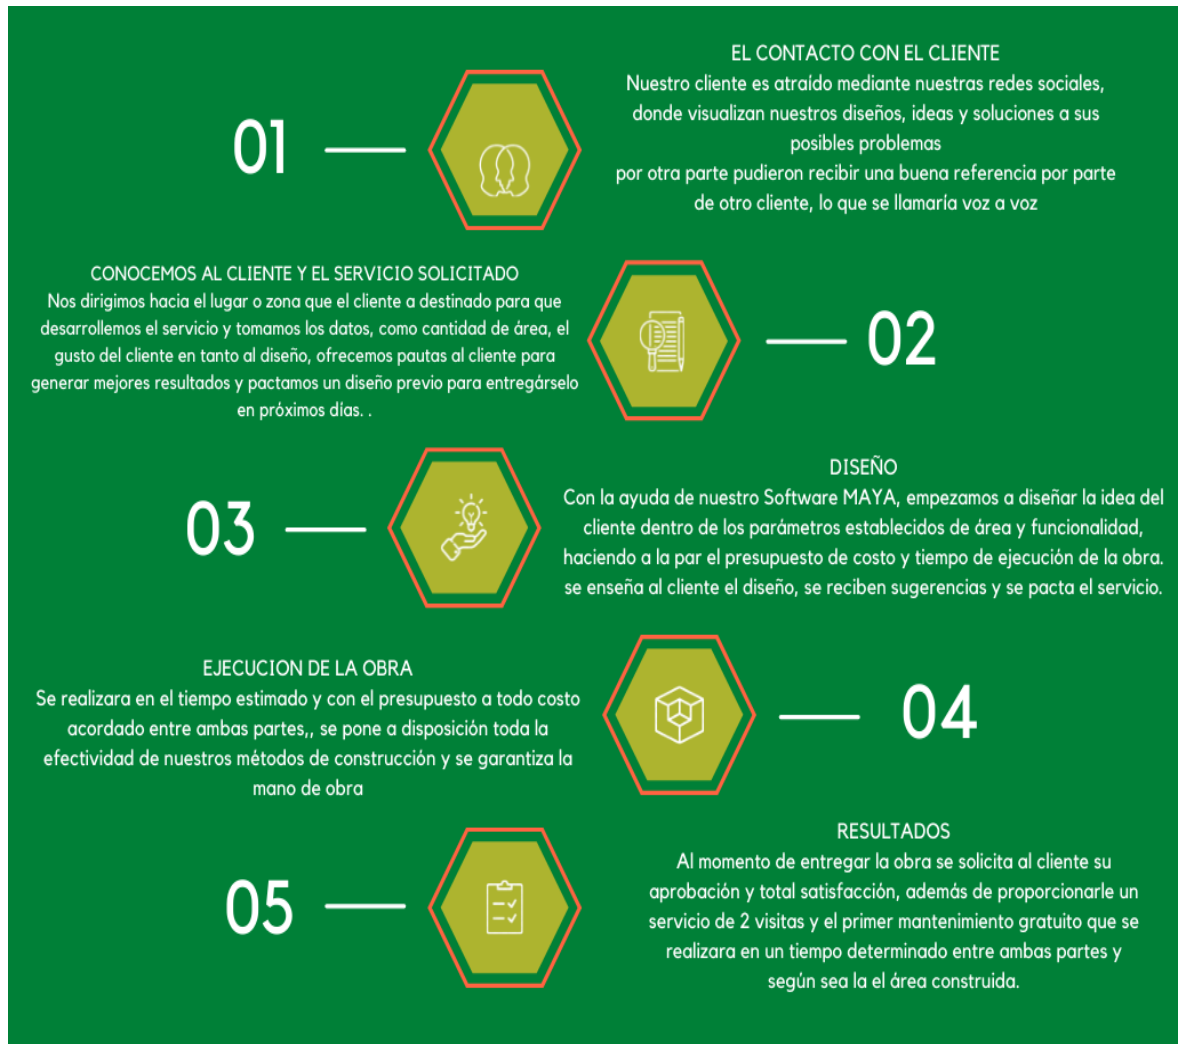 01
EL CONTACTO CON EL CLIENTE
Nuestro cliente es atraído mediante nuestras redes sociales,
donde visualizan nuestros diseños, ideas y soluciones a sus
posibles problemas
por otra parte pudieron recibir una buena referencia por parte
de otro cliente, lo que se llamaría voz a voz
CONOCEMOS AL CLIENTE Y EL SERVICIO SOLICITADO
Nos dirigimos hacia el lugar o zona que el cliente a destinado para que
desarrollemos el servicio y tomamos los datos, como cantidad de área, el
gusto del cliente en tanto al diseño, ofrecemos pautas al cliente para
generar mejores resultados y pactamos un diseño previo para entregárselo
en próximos días. .
02
03
DISEÑO
Con la ayuda de nuestro Software MAYA, empezamos a diseñar la idea del
cliente dentro de los parámetros establecidos de área y funcionalidad,
haciendo a la par el presupuesto de costo y tiempo de ejecución de la obra.
se enseña al cliente el diseño, se reciben sugerencias y se pacta el servicio.
EJECUCION DE LA OBRA
Se realizara en el tiempo estimado y con el presupuesto a todo costo
acordado entre ambas partes,, se pone a disposición toda la
efectividad de nuestros métodos de construcción y se garantiza la
mano de obra
04
05
RESULTADOS
Al momento de entregar la obra se solicita al cliente su
aprobación y total satisfacción, además de proporcionarle un
servicio de 2 visitas y el primer mantenimiento gratuito que se
realizara en un tiempo determinado entre ambas partes y
según sea la el área construida.